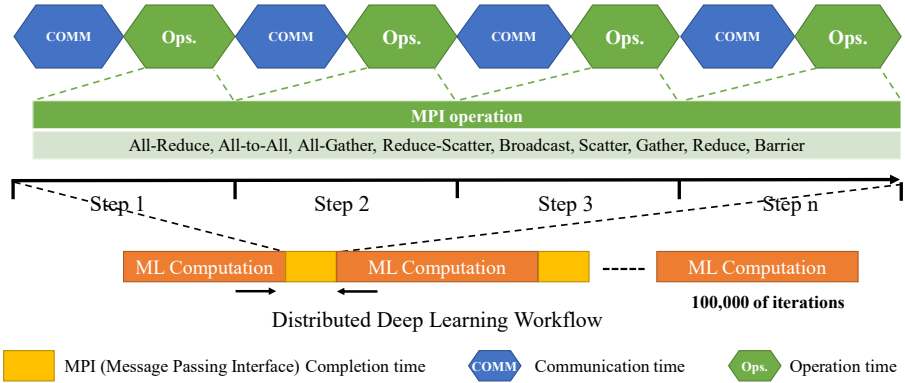 COMM Ops. COMM Ops. COMM Ops. COMM Ops.
MPI operation
All-Reduce, All-to-All, All-Gather, Reduce-Scatter, Broadcast, Scatter, Gather, Reduce, Barrier
Step 1 Step 2 Step 3 Step n
ML Computation ML Computation ML Computation
100,000 of iterations
Distributed Deep Learning Workflow
MPI (Message Passing Interface) Completion time COMM Communication time Ops. Operation time